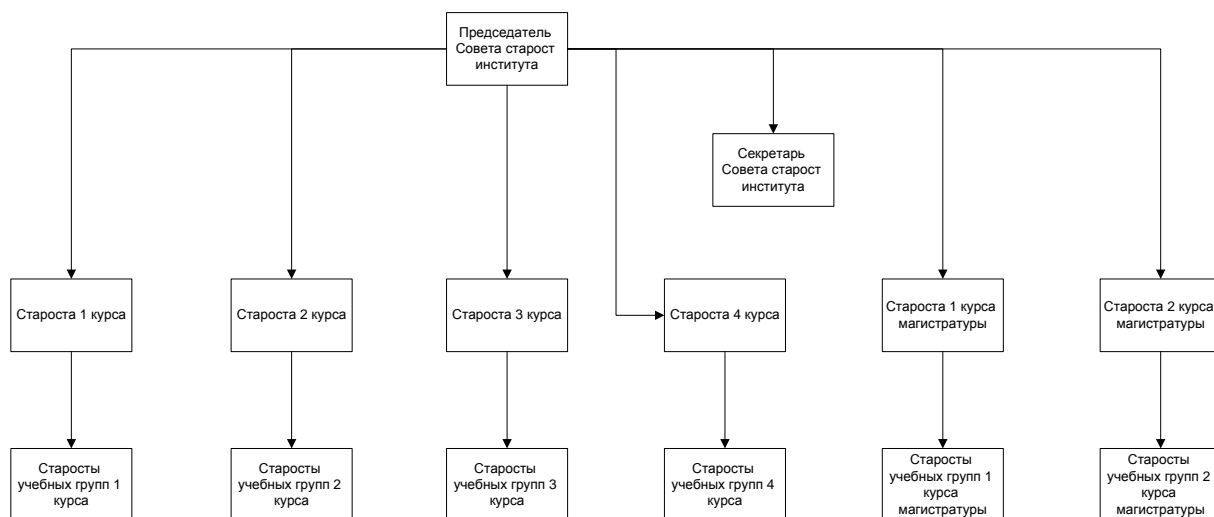 Председатель
Совета старост
института
Секретарь
Совета старост
института
Староста 1 курса
Староста 2 курса
Староста 3 курса
Староста 4 курса
Староста 1 курса
магистратуры
Староста 2 курса
магистратуры
Старосты
учебных групп 1
курса
Старосты
учебных групп 2
курса
Старосты
учебных групп 3
курса
Старосты
учебных групп 4
курса
Старосты
учебных групп 1
курса
магистратуры
Старосты
учебных групп 2
курса
магистратуры